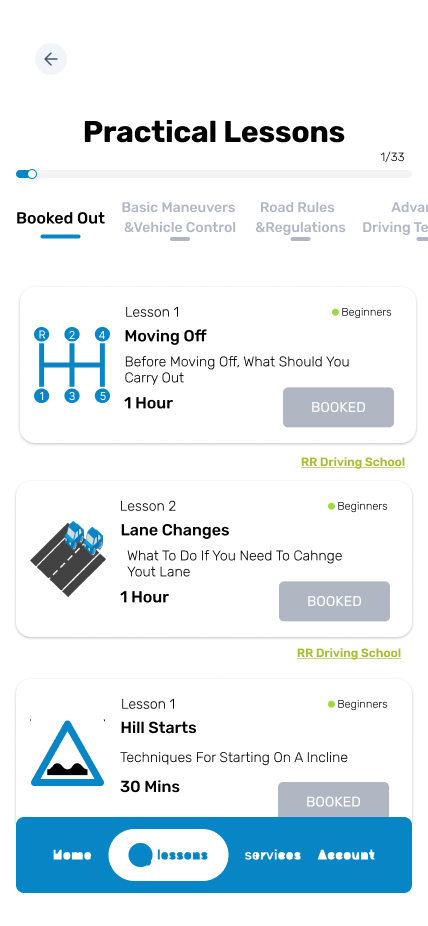 Practical Lessons
1/33
Booked Out
Basic Maneuvers
&Vehicle Control
Road Rules
&Regulations
Advan
Driving Te
Lesson 1
Beginners
Moving Off
Before Moving Off, What Should You
Carry Out
1 Hour
BOOKED
R 2 4
1 3 5
RR Driving School
Lesson 2
Beginners
Lane Changes
What To Do If You Need To Cahnge
Yout Lane
1 Hour
BOOKED
RR Driving School
Lesson 1
Beginners
Hill Starts
Techniques For Starting On A Incline
30 Mins
BOOKED
Home
lessons
services
Account